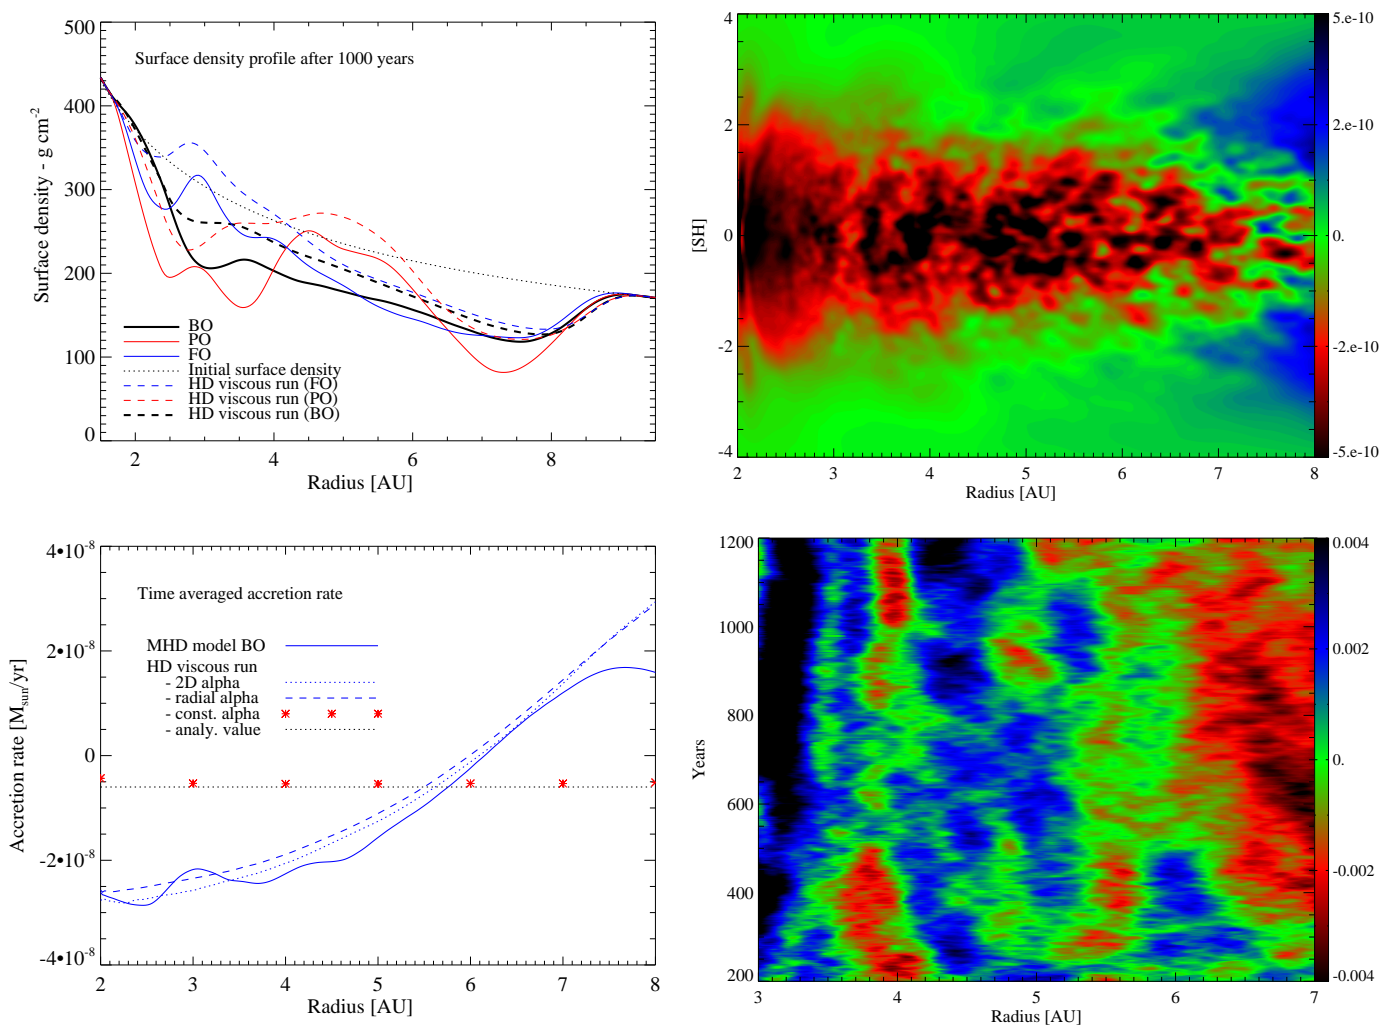 Surface density profile after 1000 years
Surface density - g cm-2
500
400
300
200
100
0
BO
PO
FO
Initial surface density
HD viscous run (FO)
HD viscous run (PO)
HD viscous run (BO)
2
4
6
8
Radius [AU]
4
2
0
-2
-4
[SH]
2
3
4
5
6
7
8
Radius [AU]
5.e-10
2.e-10
0.
-2.e-10
-5.e-10
Time averaged accretion rate
Accretion rate [Msun/yr]
4•10-8
2•10-8
0
-2•10-8
-4•10-8
MHD model BO
HD viscous run
- 2D alpha
- radial alpha
- const. alpha
- analy. value
2
3
4
5
6
7
8
Radius [AU]
1200
1000
800
600
400
200
Years
3
4
5
6
7
Radius [AU]
0.004
0.002
0.
-0.002
-0.004